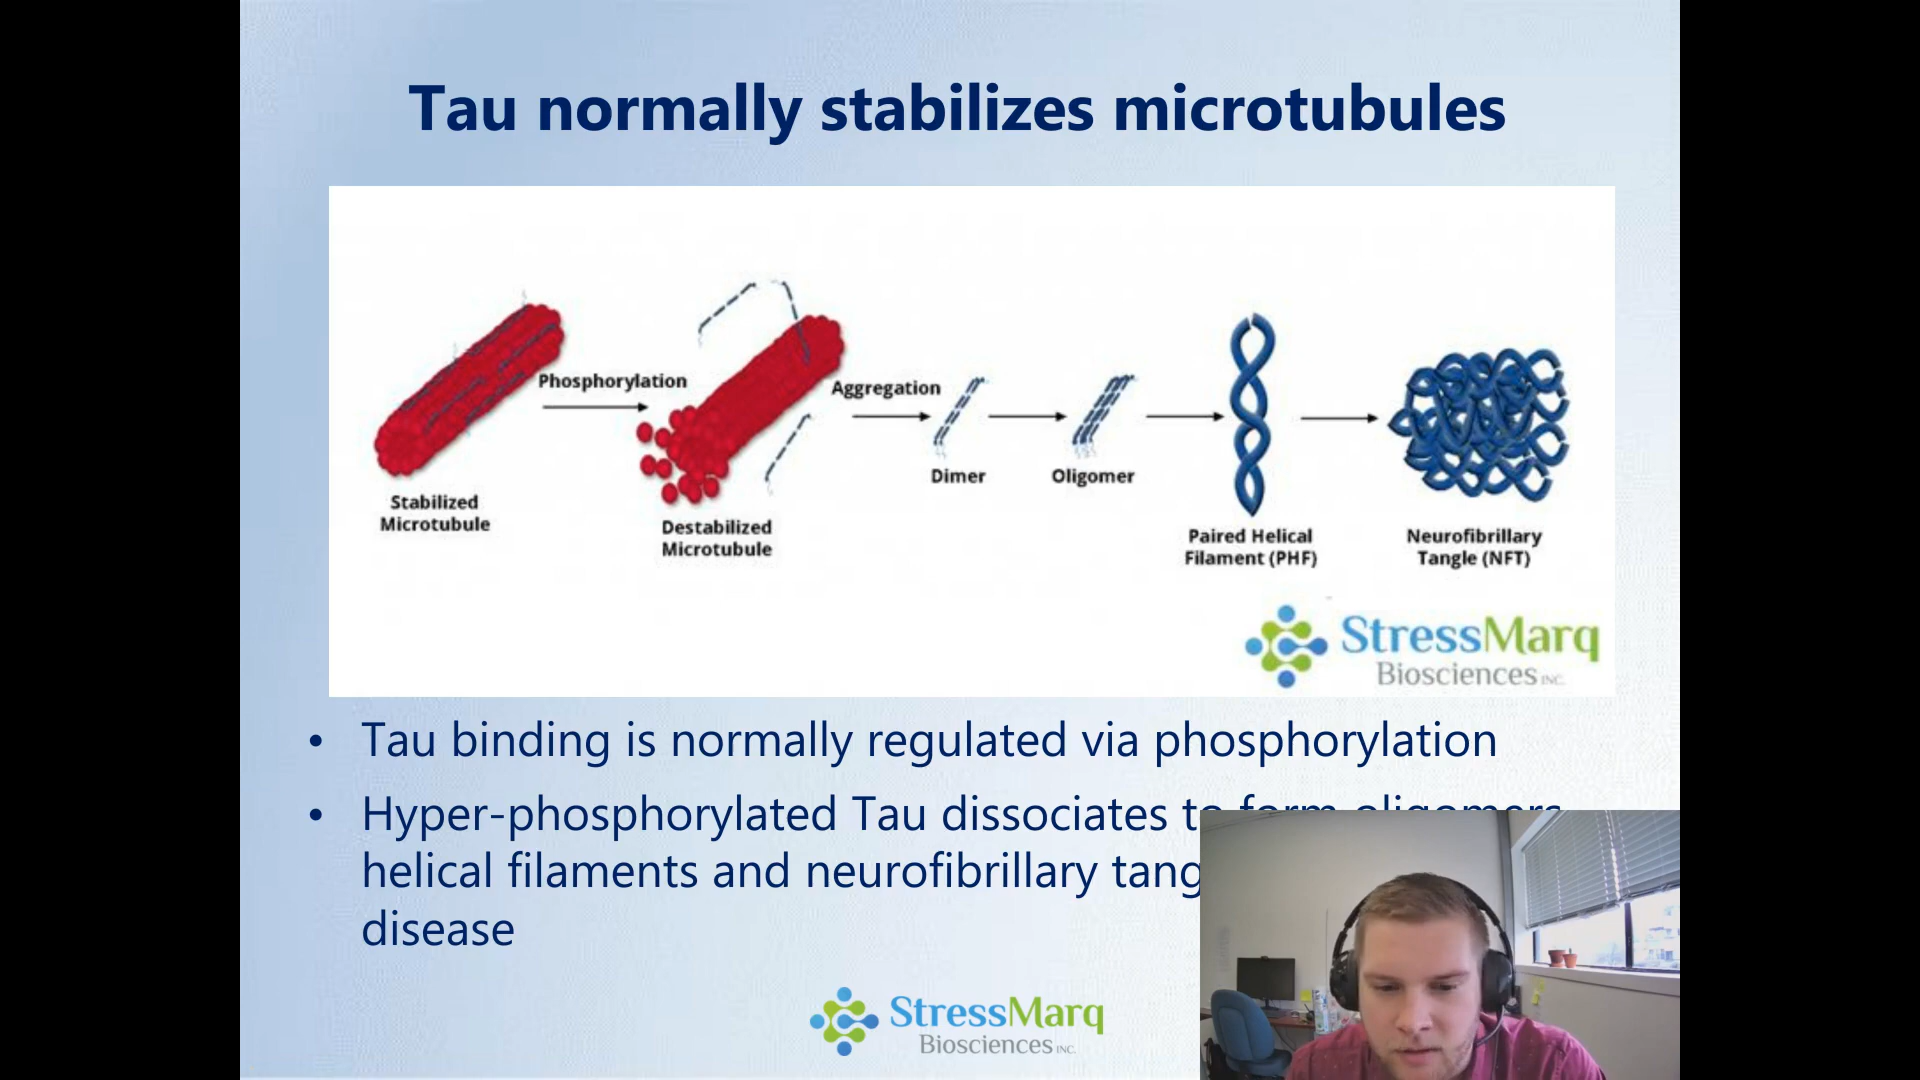 Tau normally stabilizes microtubules
Phosphorylation
Aggregation
Stabilized
Microtubule
Destabilized
Microtubule
Dimer
Oligomer
Paired Helical
Filament (PHF)
Neurofibrillary
Tangle (NFT)
StressMarq
Biosciences INC.
• Tau binding is normally regulated via phosphorylation
• Hyper-phosphorylated Tau dissociates to form oligomers
helical filaments and neurofibrillary tang
disease
StressMarq
Biosciences INC.